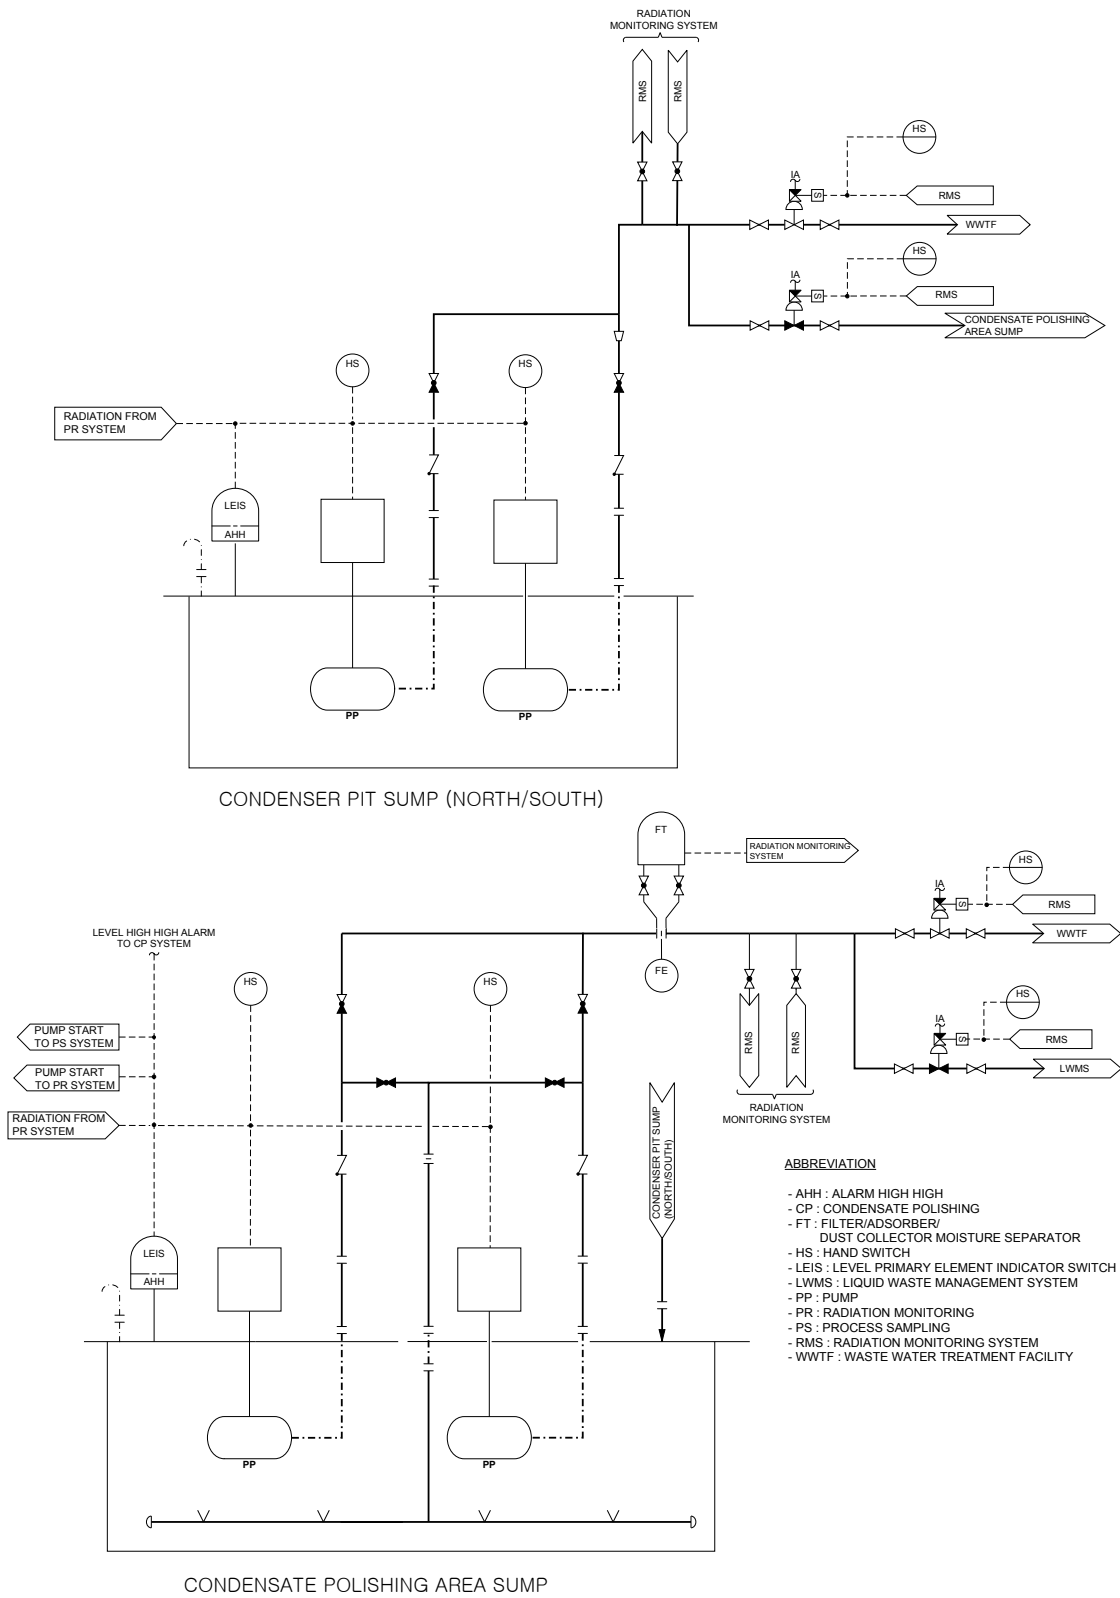 RADIATION
MONITORING SYSTEM
RMS
RMS
HS
IA
S
RMS
WWTF
HS
IA
S
RMS
CONDENSATE POLISHING
AREA SUMP
HS
HS
RADIATION FROM
PR SYSTEM
LEIS
AHH
PP
PP
CONDENSER PIT SUMP (NORTH/SOUTH)
FT
RADIATION MONITORING
SYSTEM
HS
IA
S
RMS
WWTF
LEVEL HIGH HIGH ALARM
TO CP SYSTEM
HS
HS
FE
HS
IA
S
RMS
LWMS
RMS
RMS
PUMP START
TO PS SYSTEM
PUMP START
TO PR SYSTEM
RADIATION FROM
PR SYSTEM
RADIATION
MONITORING SYSTEM
CONDENSER PIT SUMP
(NORTH/SOUTH)
LEIS
AHH
PP
PP
ABBREVIATION
- AHH : ALARM HIGH HIGH
- CP : CONDENSATE POLISHING
- FT : FILTER/ADSORBER/
DUST COLLECTOR MOISTURE SEPARATOR
- HS : HAND SWITCH
- LEIS : LEVEL PRIMARY ELEMENT INDICATOR SWITCH
- LWMS : LIQUID WASTE MANAGEMENT SYSTEM
- PP : PUMP
- PR : RADIATION MONITORING
- PS : PROCESS SAMPLING
- RMS : RADIATION MONITORING SYSTEM
- WWTF : WASTE WATER TREATMENT FACILITY
CONDENSATE POLISHING AREA SUMP